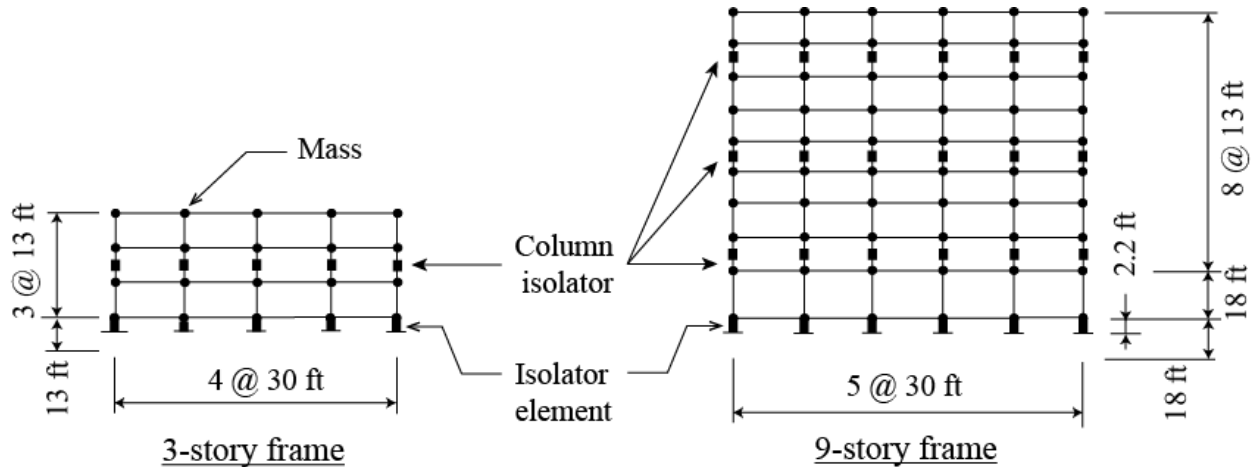 Mass
3 @ 13 ft
13 ft
4 @ 30 ft
3-story frame
Column
isolator
Isolator
element
8 @ 13 ft
2.2 ft
18 ft
18 ft
5 @ 30 ft
9-story frame